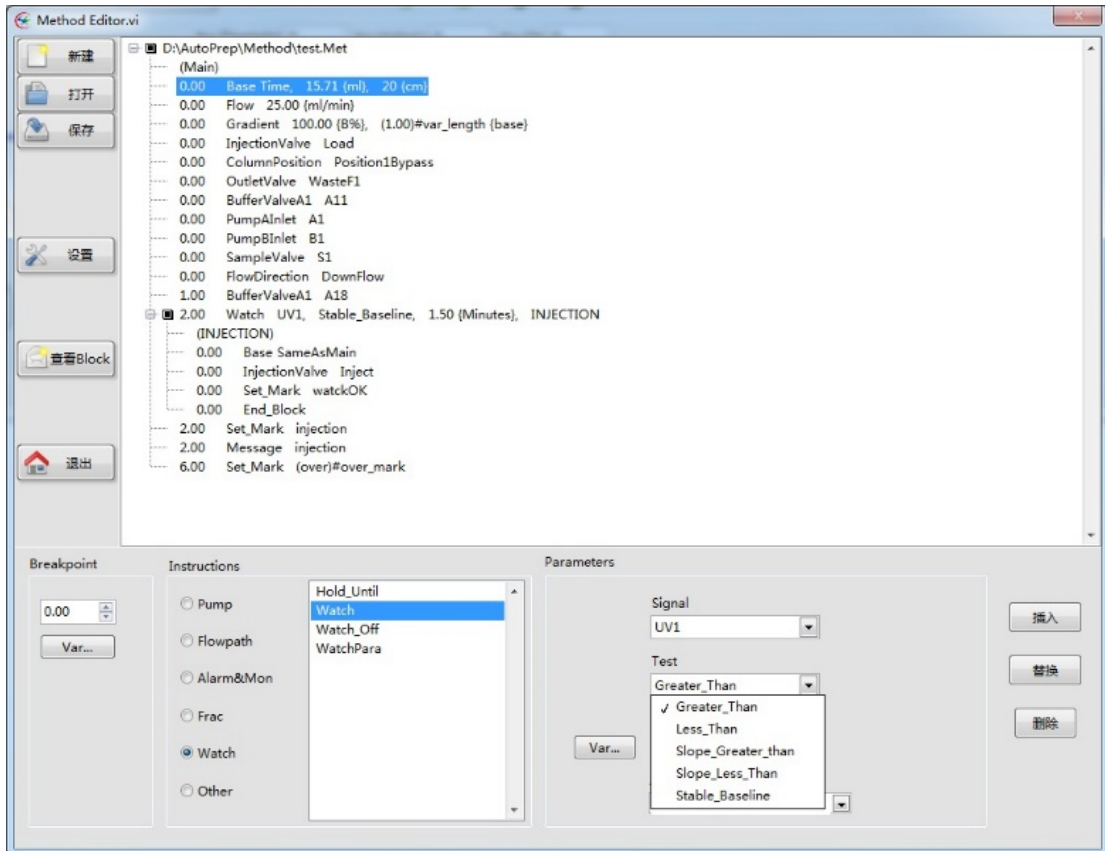 Method Editor.vi
新建
打开
保存
设置
查看Block
退出
D:\AutoPrep\Method\test.Met
(Main)
0.00 Base Time, 15.71 {ml}, 20 {cm}
0.00 Flow 25.00 {ml/min}
0.00 Gradient 100.00 {B%}, (1.00)#var_length {base}
0.00 InjectionValve Load
0.00 ColumnPosition Position1Bypass
0.00 OutletValve WasteF1
0.00 BufferValveA1 A11
0.00 PumpAInlet A1
0.00 PumpBInlet B1
0.00 SampleValve S1
0.00 FlowDirection DownFlow
1.00 BufferValveA1 A18
2.00 Watch UV1, Stable_Baseline, 1.50 {Minutes}, INJECTION
(INJECTION)
0.00 Base SameAsMain
0.00 InjectionValve Inject
0.00 Set_Mark watckOK
0.00 End_Block
2.00 Set_Mark injection
2.00 Message injection
6.00 Set_Mark (over)#over_mark
Breakpoint
0.00
Var...
Instructions
Pump
Flowpath
Alarm&Mon
Frac
Watch
Other
Hold_Until
Watch
Watch_Off
WatchPara
Parameters
Signal
UV1
Test
Greater_Than
✓ Greater_Than
Less_Than
Slope_Greater_than
Slope_Less_Than
Stable_Baseline
Var...
插入
替换
删除